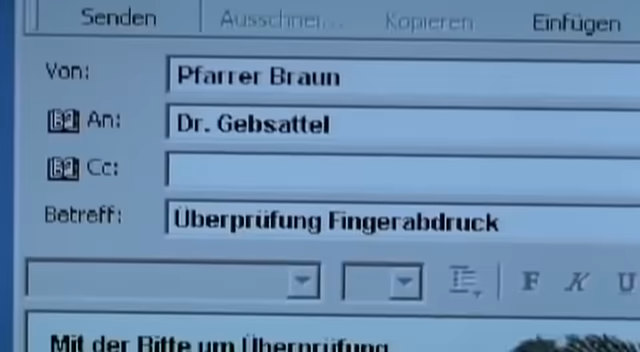 Senden Ausschnei... Kopieren Einfügen
Von: Pfarrer Braun
An: Dr. Gebsattel
Cc:
Betreff: Überprüfung Fingerabdruck
F K U
Mit der Bitte um Überprüfung